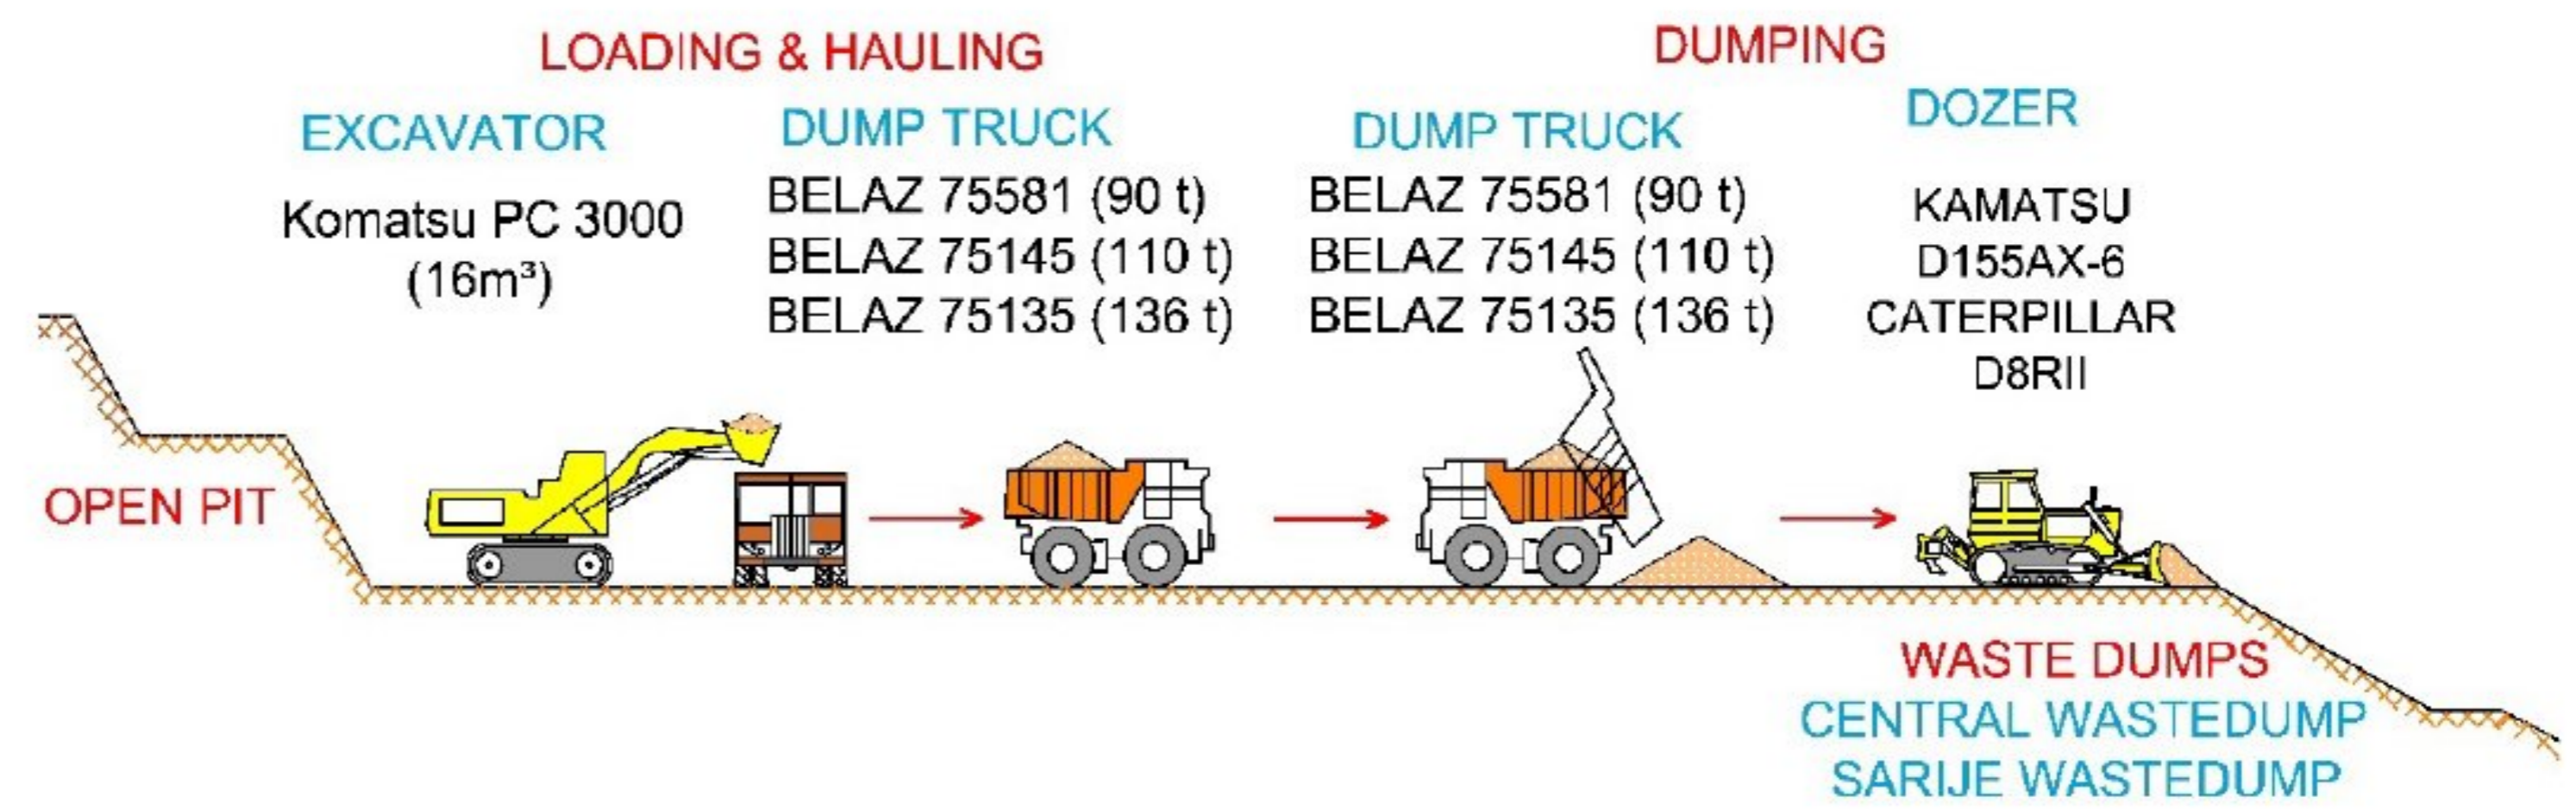 LOADING & HAULING
DUMPING
EXCAVATOR
Komatsu PC 3000
(16m³)
DUMP TRUCK
BELAZ 75581 (90 t)
BELAZ 75145 (110 t)
BELAZ 75135 (136 t)
DUMP TRUCK
BELAZ 75581 (90 t)
BELAZ 75145 (110 t)
BELAZ 75135 (136 t)
DOZER
KAMATSU
D155AX-6
CATERPILLAR
D8RII
OPEN PIT
WASTE DUMPS
CENTRAL WASTEDUMP
SARIJE WASTEDUMP